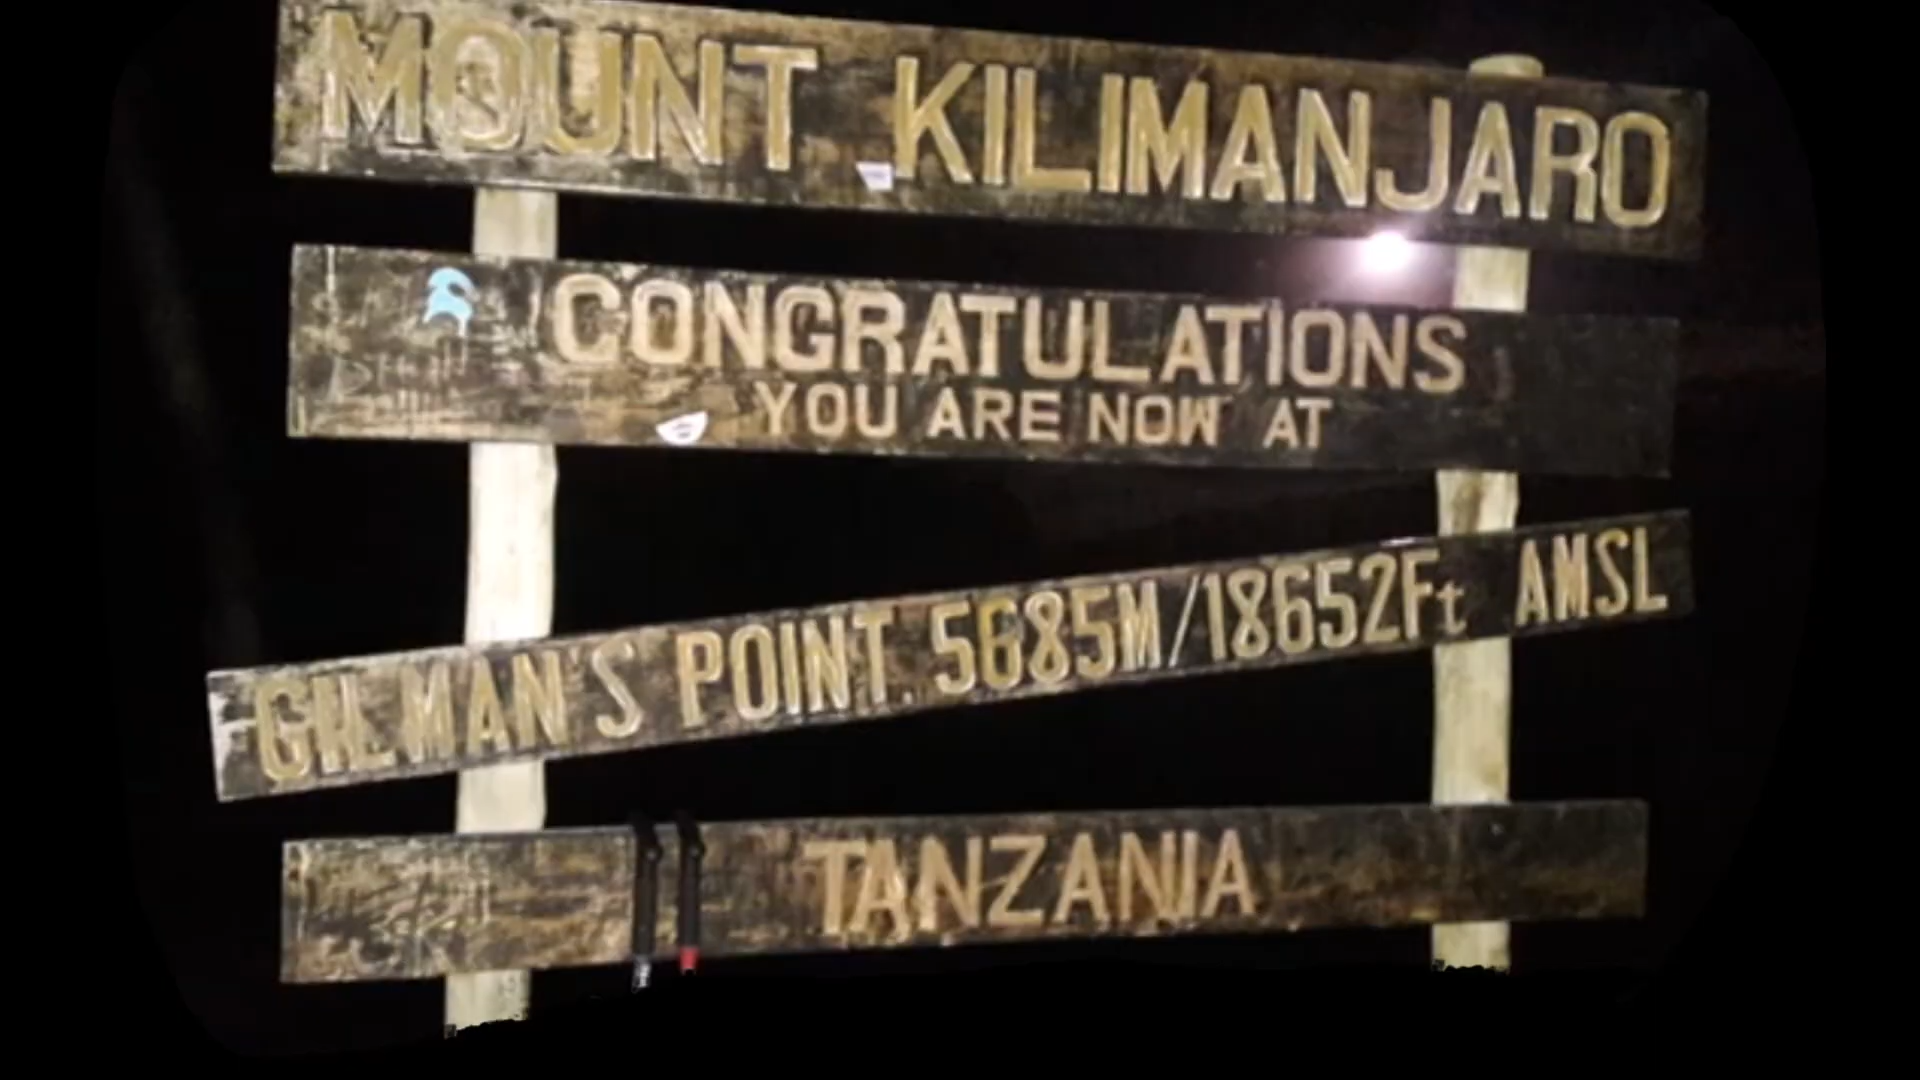 MOUNT KILIMANJARO
CONGRATULATIONS
YOU ARE NOW AT
GILMAN'S POINT. 5685M/18652Ft AMSL
TANZANIA